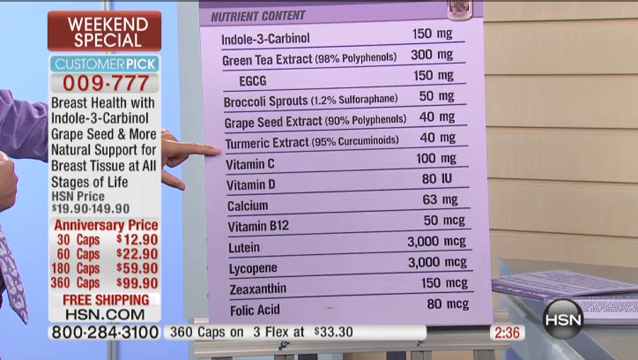 WEEKEND
SPECIAL
CUSTOMER PICK
009-777
Breast Health with
Indole-3-Carbinol
Grape Seed & More
Natural Support for
Breast Tissue at All
Stages of Life
HSN Price
$19.90-149.90
Anniversary Price
30 Caps $12.90
60 Caps $22.90
180 Caps $59.90
360 Caps $99.90
FREE SHIPPING
HSN.COM
800-284-3100
360 Caps on 3 Flex at $33.30
2:36
HSN
NUTRIENT CONTENT
Indole-3-Carbinol 150 mg
Green Tea Extract (98% Polyphenols) 300 mg
EGCG 150 mg
Broccoli Sprouts (1.2% Sulforaphane) 50 mg
Grape Seed Extract (90% Polyphenols) 40 mg
Turmeric Extract (95% Curcuminoids) 40 mg
Vitamin C 100 mg
Vitamin D 80 IU
Calcium 63 mg
Vitamin B12 50 mcg
Lutein 3,000 mcg
Lycopene 3,000 mcg
Zeaxanthin 150 mcg
Folic Acid 80 mcg